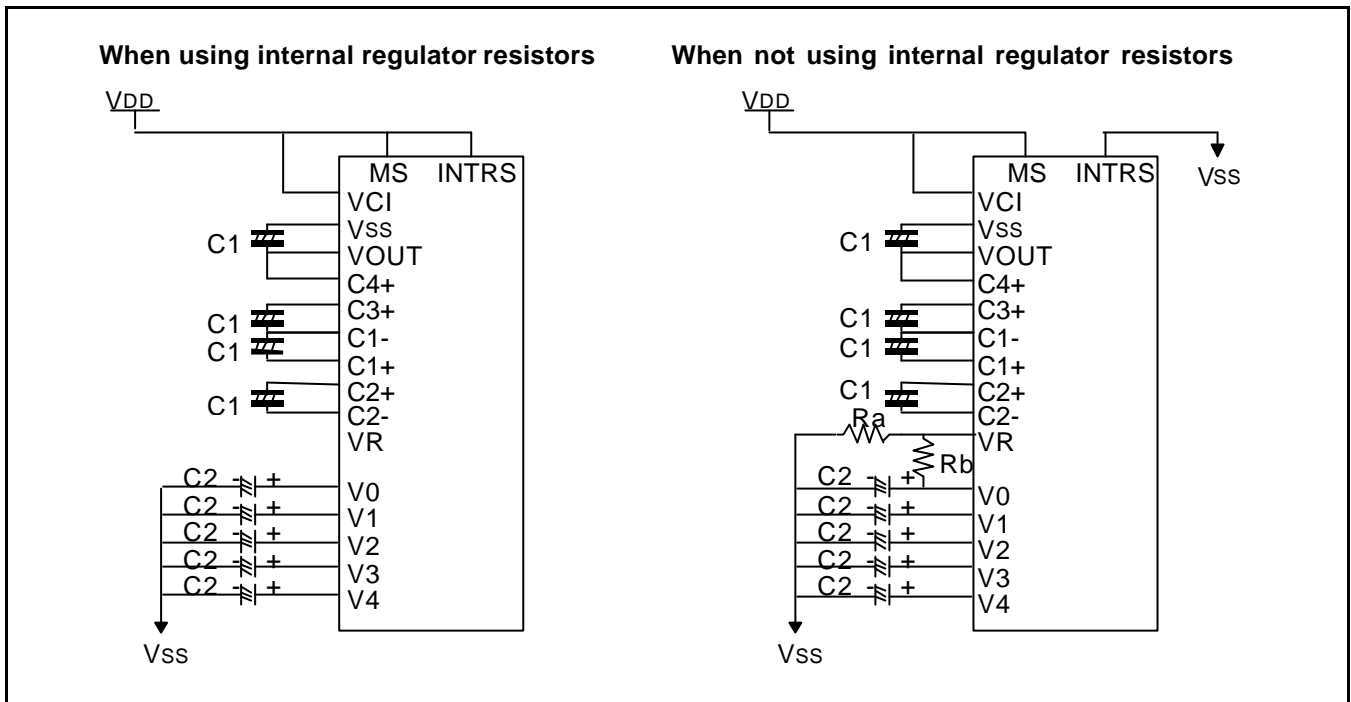 When using internal regulator resistors
VDD
MS INTRS
VCI
VSS
C1
VOUT
C4+
C3+
C1
C1-
C1
C1+
C2+
C1
C2-
VR
C2 - +
V0
C2 - +
V1
C2 - +
V2
C2 - +
V3
C2 - +
V4
VSS
When not using internal regulator resistors
VDD
MS INTRS
VSS
VCI
VSS
C1
VOUT
C4+
C3+
C1
C1-
C1
C1+
C2+
C1
C2-
Ra
VR
Rb
C2 - +
V0
C2 - +
V1
C2 - +
V2
C2 - +
V3
C2 - +
V4
VSS